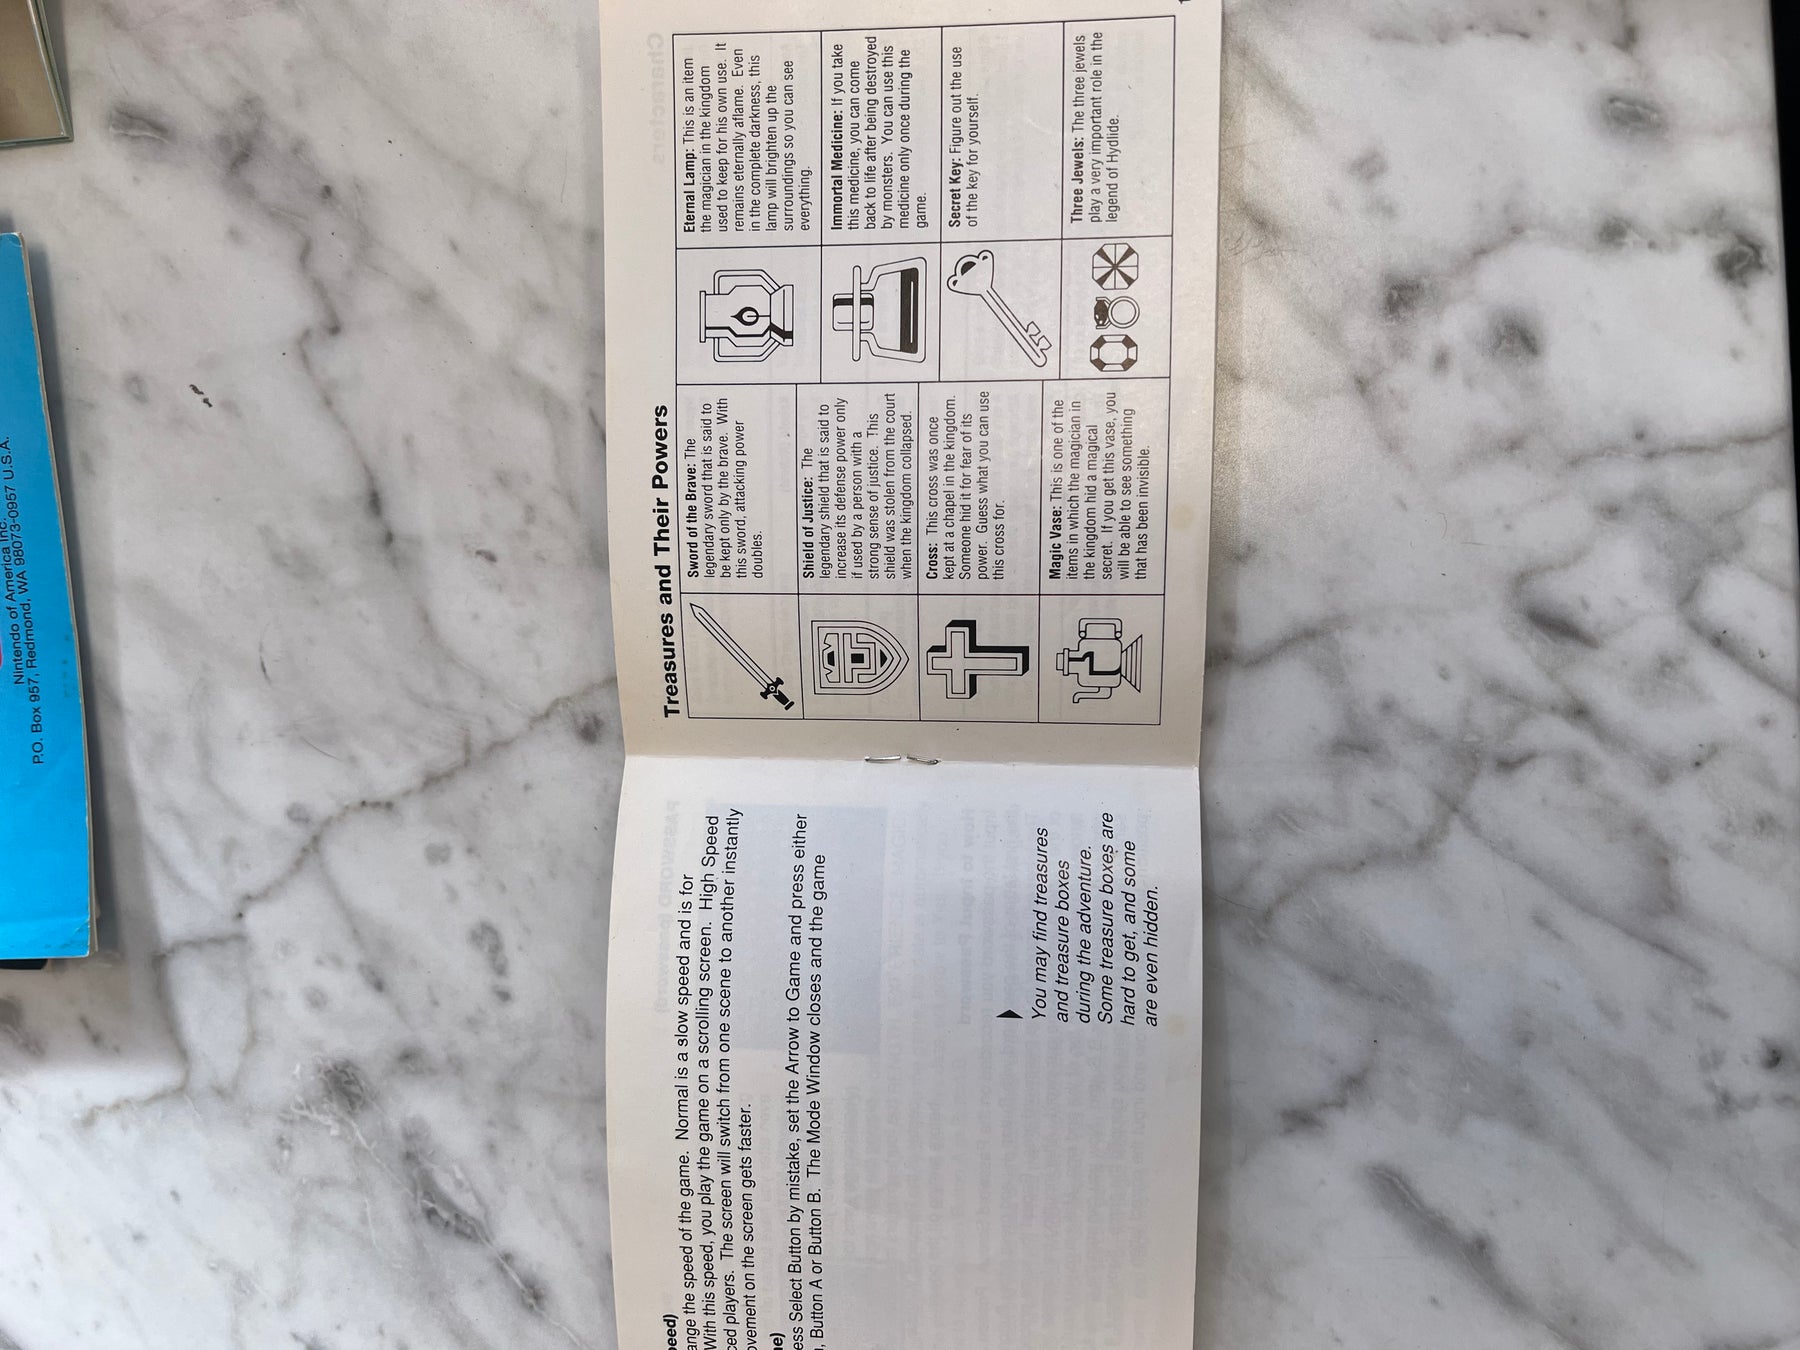 Nintendo of America Inc.
P.O. Box 957, Redmond, WA 98073-0957 U.S.A.
ange the speed of the game. Normal is a slow speed and is for
With this speed, you play the game on a scrolling screen. High Speed
ced players. The screen will switch from one scene to another instantly
ovement on the screen gets faster.
ess Select Button by mistake, set the Arrow to Game and press either
, Button A or Button B. The Mode Window closes and the game
You may find treasures
and treasure boxes
during the adventure.
Some treasure boxes are
hard to get, and some
are even hidden.
Treasures and Their Powers
Sword of the Brave: The
legendary sword that is said to
be kept only by the brave. With
this sword, attacking power
doubles.
Shield of Justice: The
legendary shield that is said to
increase its defense power only
if used by a person with a
strong sense of justice. This
shield was stolen from the court
when the kingdom collapsed.
Cross: This cross was once
kept at a chapel in the kingdom.
Someone hid it for fear of its
power. Guess what you can use
this cross for.
Magic Vase: This is one of the
items in which the magician in
the kingdom hid a magical
secret. If you get this vase, you
will be able to see something
that has been invisible.
Eternal Lamp: This is an item
the magician in the kingdom
used to keep for his own use. It
remains eternally aflame. Even
in the complete darkness, this
lamp will brighten up the
surroundings so you can see
everything.
Immortal Medicine: If you take
this medicine, you can come
back to life after being destroyed
by monsters. You can use this
medicine only once during the
game.
Secret Key: Figure out the use
of the key for yourself.
Three Jewels: The three jewels
play a very important role in the
legend of Hydlide.